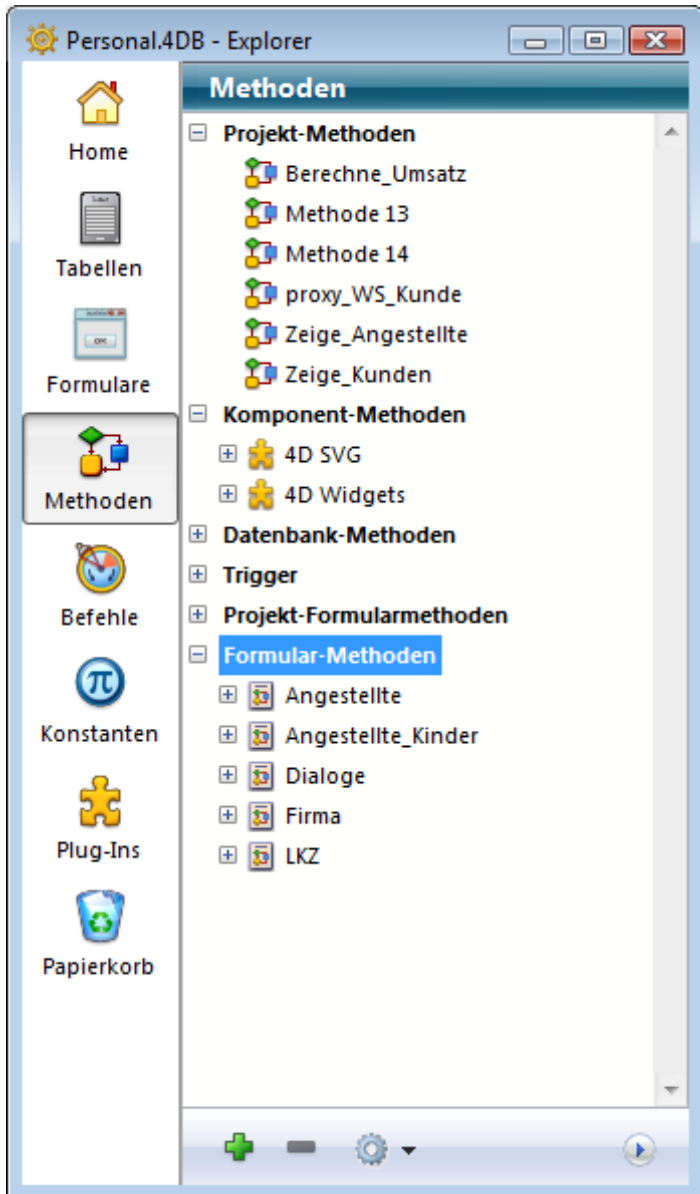 Personal.4DB - Explorer
Home
Tabellen
Formulare
Methoden
Befehle
Konstanten
Plug-Ins
Papierkorb
Methoden
Projekt-Methoden
Berechne_Umsatz
Methode 13
Methode 14
proxy_WS_Kunde
Zeige_Angestellte
Zeige_Kunden
Komponent-Methoden
4D SVG
4D Widgets
Datenbank-Methoden
Trigger
Projekt-Formularmethoden
Formular-Methoden
Angestellte
Angestellte_Kinder
Dialoge
Firma
LKZ